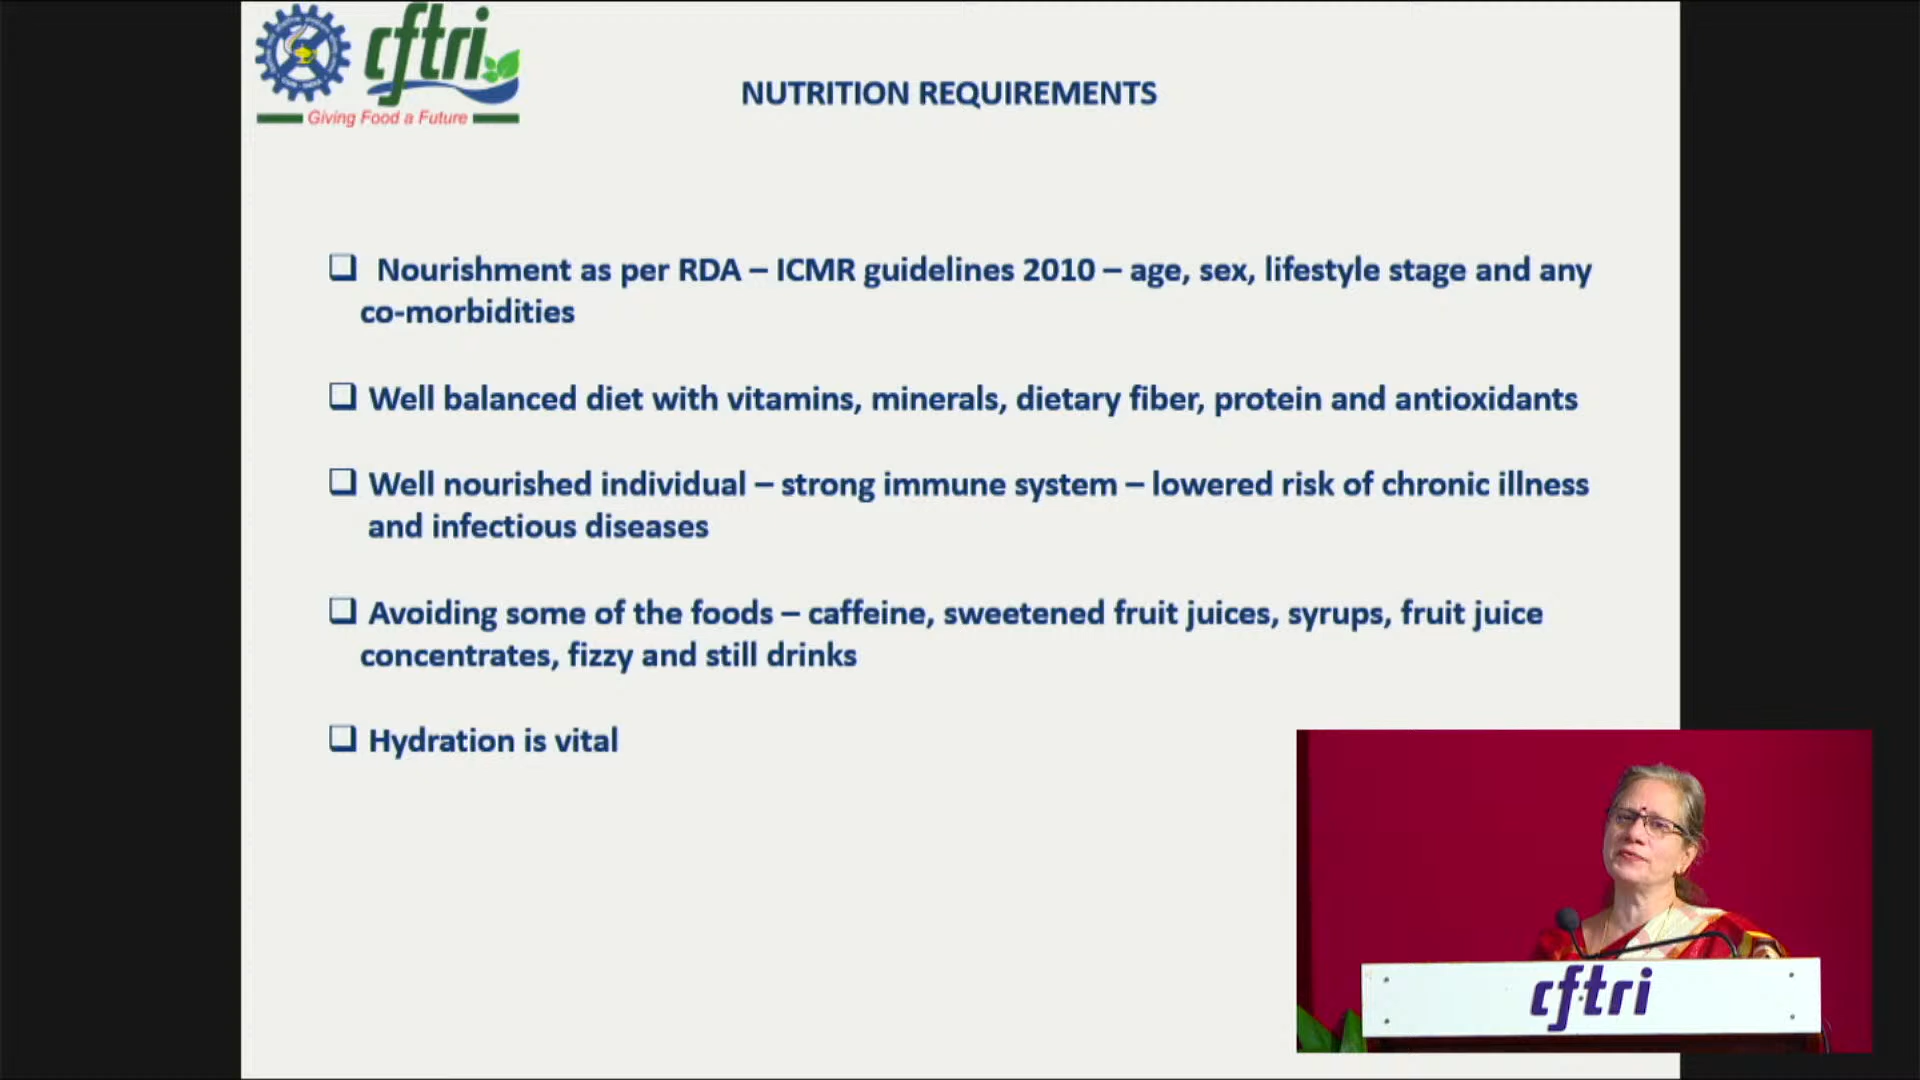 cftri
Giving Food a Future
NUTRITION REQUIREMENTS
Nourishment as per RDA – ICMR guidelines 2010 – age, sex, lifestyle stage and any
co-morbidities
Well balanced diet with vitamins, minerals, dietary fiber, protein and antioxidants
Well nourished individual – strong immune system – lowered risk of chronic illness
and infectious diseases
Avoiding some of the foods – caffeine, sweetened fruit juices, syrups, fruit juice
concentrates, fizzy and still drinks
Hydration is vital
cftri